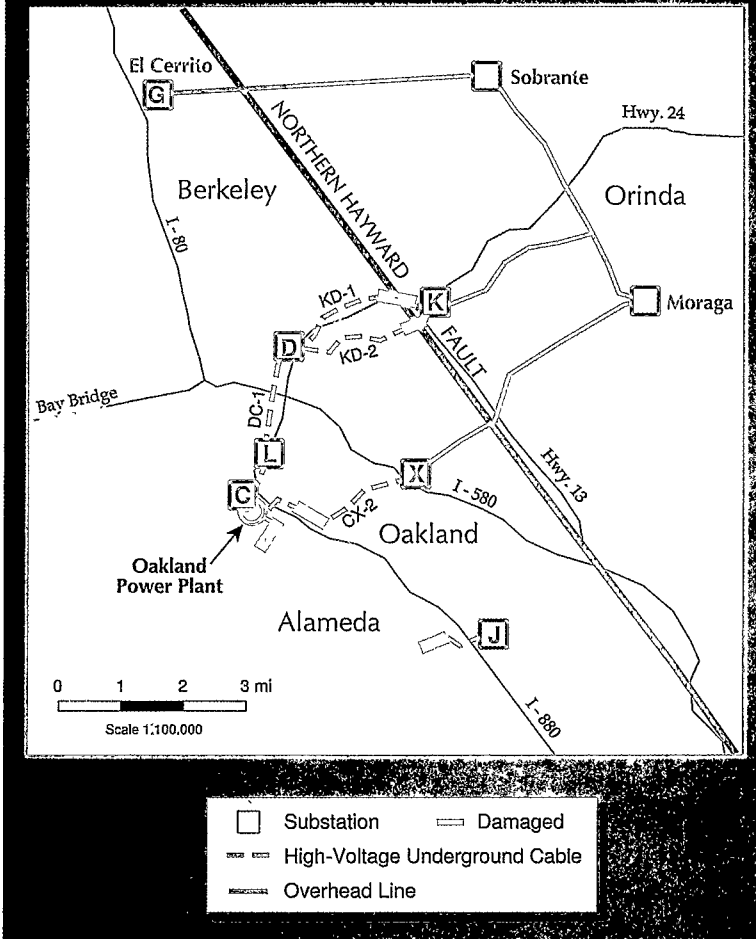 El Cerrito
G
Sobrante
Hwy. 24
NORTHERN HAYWARD
FAULT
Berkeley
Orinda
I-80
KD-1
K
Moraga
D
KD-2
Bay Bridge
DC-1
L
X
Hwy. 13
C
I-580
CX-2
Oakland
Oakland
Power Plant
Alameda
J
0 1 2 3 mi
Scale 1:100,000
I-880
Substation
Damaged
High-Voltage Underground Cable
Overhead Line